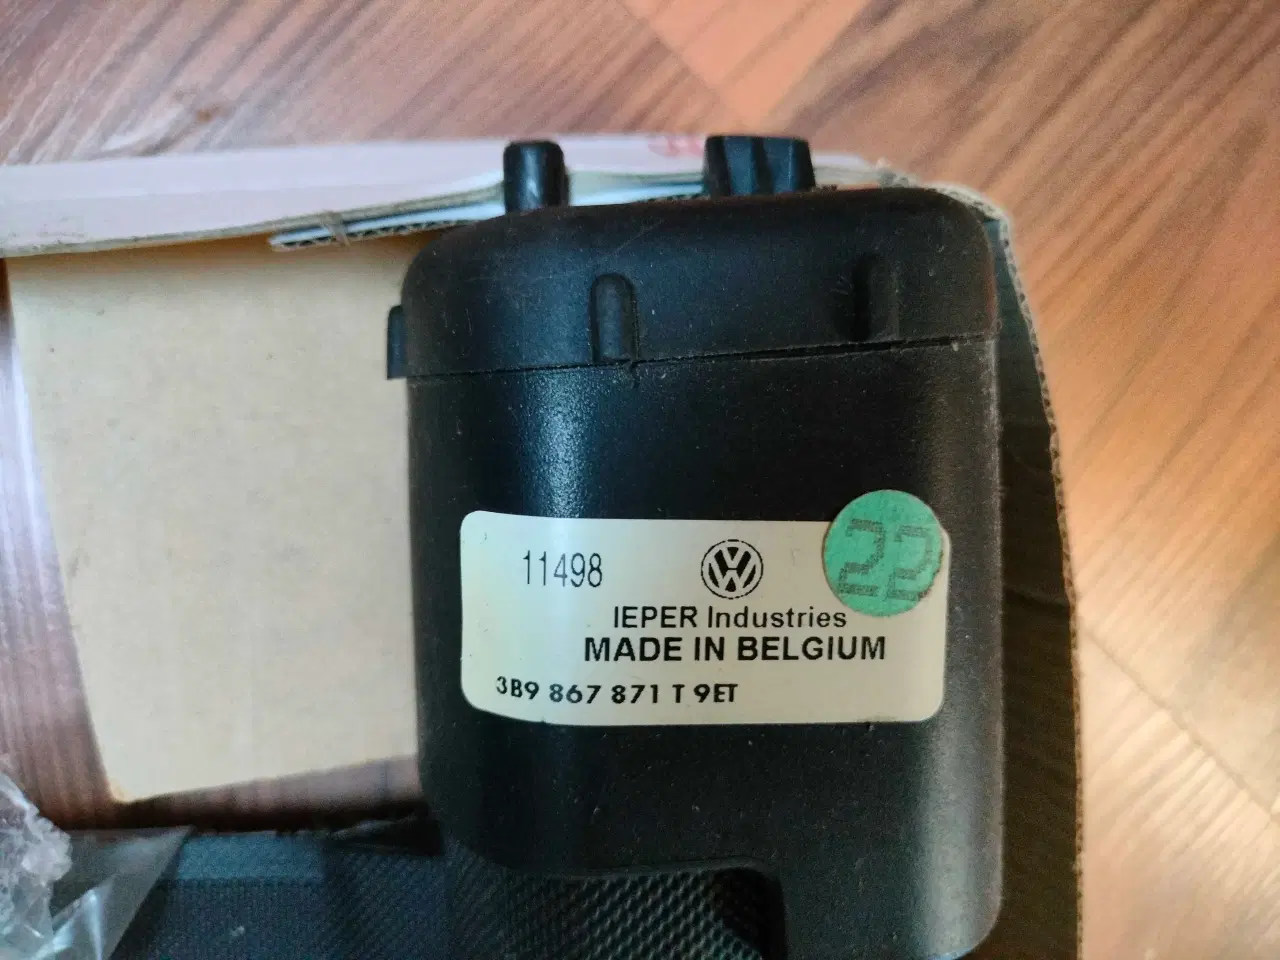 11498
22
IEPER Industries
MADE IN BELGIUM
3B9 867 871 T 9ET